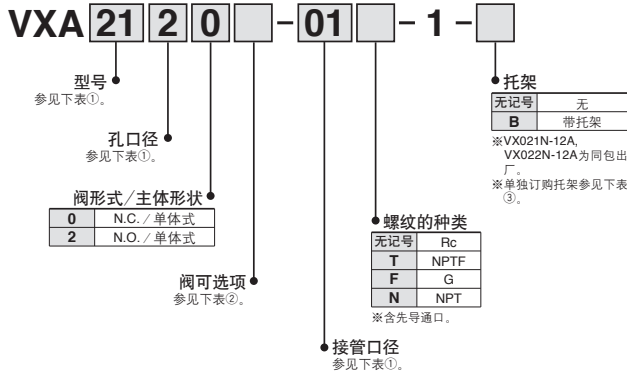 VXA 21 2 0 - 01 - 1 -
型号
参见下表①。
孔口径
参见下表①。
阀形式/主体形状
0 N.C./单体式
2 N.O./单体式
阀可选项
参见下表②。
接管口径
参见下表①。
螺纹的种类
无记号 Rc
T NPTF
F G
N NPT
※含先导通口。
托架
无记号 无
B 带托架
※VX021N-12A,
VX022N-12A为同包出
厂。
※单独订购托架参见下表
③。